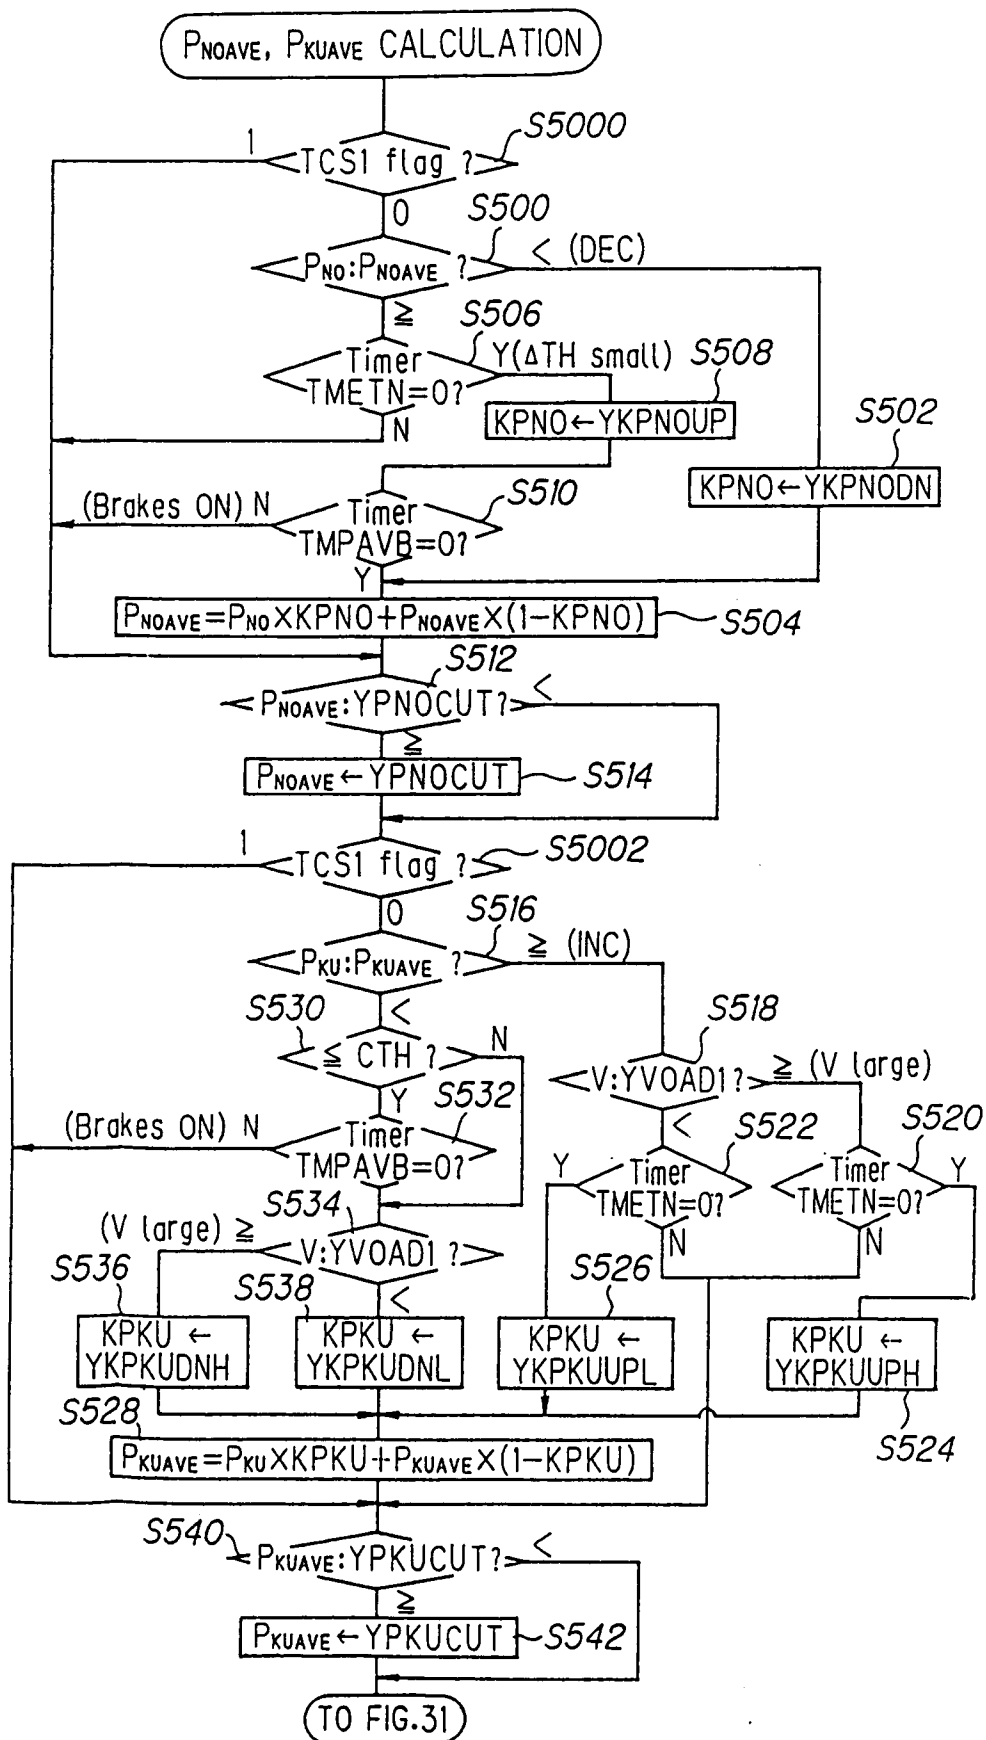 PNOAVE, PKUAVE CALCULATION
S5000
1
TCS1 flag ?
0
S500
PNO:PNOAVE ?
< (DEC)
≧
S506
Timer
TMETN=0?
Y(ΔTH small)
S508
N
KPNO←YKPNOUP
S502
KPNO←YKPNODN
S510
(Brakes ON) N
Timer
TMPAVB=0?
Y
PNOAVE=PNO×KPNO+PNOAVE×(1-KPNO)
S504
S512
PNOAVE:YPNOCUT?
<
≧
PNOAVE←YPNOCUT
S514
1
TCS1 flag ?
S5002
0
S516
PKU:PKUAVE ?
≧ (INC)
<
S530
≦ CTH ?
N
S518
V:YVOAD1?
≧ (V large)
Y
<
S532
(Brakes ON) N
Timer
TMPAVB=0?
S522
Y
Timer
TMETN=0?
N
S520
Timer
TMETN=0?
Y
N
S534
(V large) ≧
V:YVOAD1 ?
<
S536
KPKU ←
YKPKUDNH
S538
KPKU ←
YKPKUDNL
S526
KPKU ←
YKPKUUPL
KPKU ←
YKPKUUPH
S524
S528
PKUAVE=PKU×KPKU+PKUAVE×(1-KPKU)
S540
PKUAVE:YPKUCUT?
<
≧
PKUAVE←YPKUCUT
S542
TO FIG.31